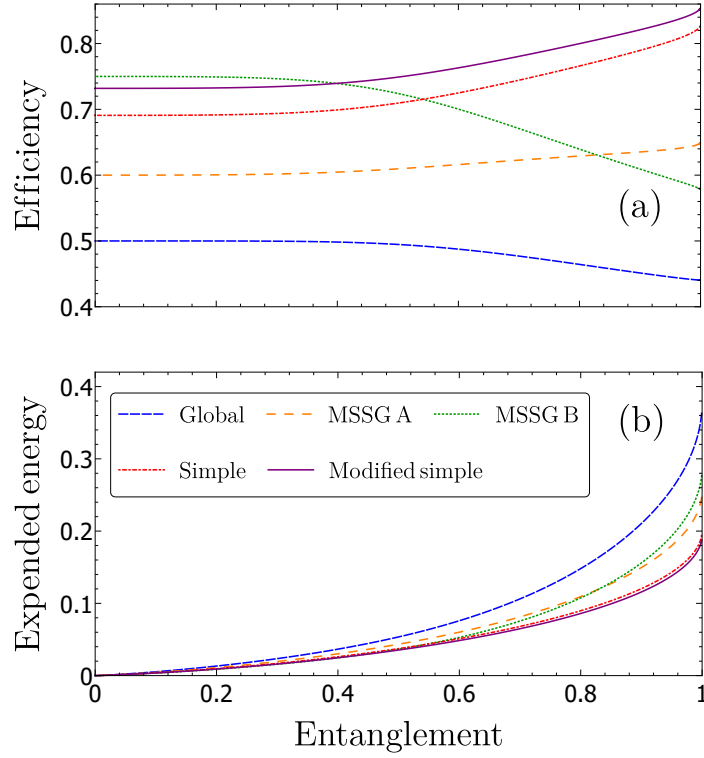 Efficiency
0.8
0.7
0.6
0.5
0.4
(a)
Expended energy
0.4
0.3
0.2
0.1
0
(b)
Global MSSG A MSSG B
Simple Modified simple
0 0.2 0.4 0.6 0.8 1
Entanglement